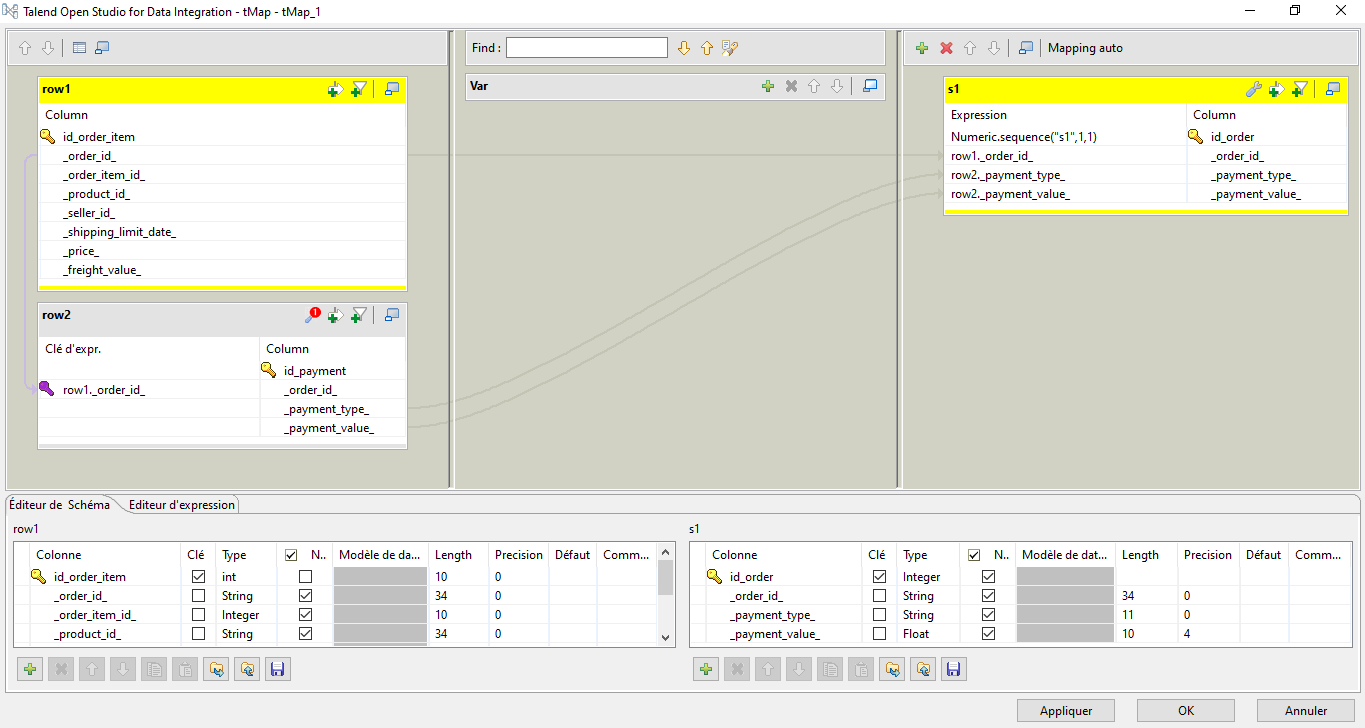 Talend Open Studio for Data Integration - tMap - tMap_1
Find :
Mapping auto
row1
Column
id_order_item
_order_id_
_order_item_id_
_product_id_
_seller_id_
_shipping_limit_date_
_price_
_freight_value_
row2
1
Clé d'expr. Column
id_payment
row1._order_id_ _order_id_
_payment_type_
_payment_value_
Var
s1
Expression Column
Numeric.sequence("s1",1,1) id_order
row1._order_id_ _order_id_
row2._payment_type_ _payment_type_
row2._payment_value_ _payment_value_
Éditeur de Schéma Editeur d'expression
row1
Colonne Clé Type N.. Modèle de da... Length Precision Défaut Comm...
id_order_item int 10 0
_order_id_ String 34 0
_order_item_id_ Integer 10 0
_product_id_ String 34 0
s1
Colonne Clé Type N.. Modèle de dat... Length Precision Défaut Comm...
id_order Integer
_order_id_ String 34 0
_payment_type_ String 11 0
_payment_value_ Float 10 4
Appliquer OK Annuler